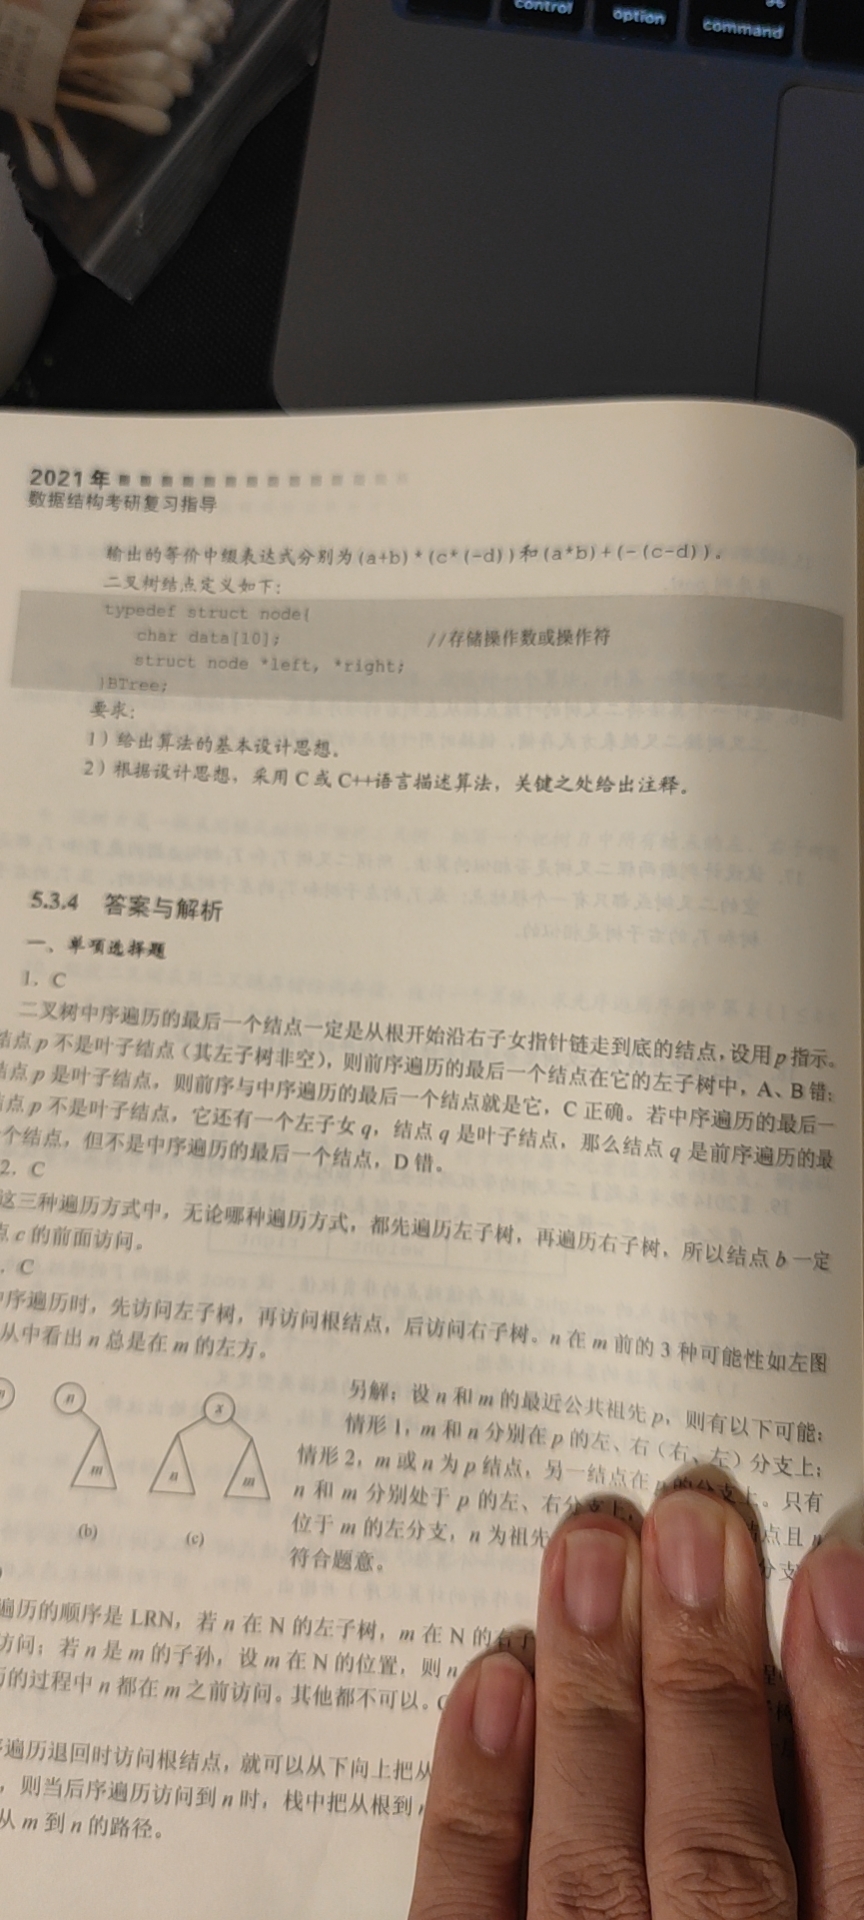 control
option
command
⌘
2021年
数据结构考研复习指导
输出的等价中缀表达式分别为(a+b)*(c*(-d))和(a*b)+(-(c-d))。
二叉树结点定义如下:
typedef struct node{
char data[10]; //存储操作数或操作符
struct node *left, *right;
}BTree;
要求:
1)给出算法的基本设计思想。
2)根据设计思想,采用C或C++语言描述算法,关键之处给出注释。
5.3.4 答案与解析
一、单项选择题
1. C
二叉树中序遍历的最后一个结点一定是从根开始沿右子女指针链走到底的结点,设用p指示。
结点p不是叶子结点(其左子树非空),则前序遍历的最后一个结点在它的左子树中,A、B错;
结点p是叶子结点,则前序与中序遍历的最后一个结点就是它,C正确。若中序遍历的最后一
结点p不是叶子结点,它还有一个左子女q,结点q是叶子结点,那么结点q是前序遍历的最
个结点,但不是中序遍历的最后一个结点,D错。
2. C
这三种遍历方式中,无论哪种遍历方式,都先遍历左子树,再遍历右子树,所以结点b一定
点c的前面访问。
. C
中序遍历时,先访问左子树,再访问根结点,后访问右子树。n在m前的3种可能性如左图
从中看出n总是在m的左方。
n
x
m
n
m
(b)
(c)
另解:设n和m的最近公共祖先p,则有以下可能:
情形1,m和n分别在p的左、右(右、左)分支上;
情形2,m或n为p结点,另一结点在p的分支上。只有
n和m分别处于p的左、右分支上,结点且n
位于m的左分支,n为祖先分支
符合题意。
遍历的顺序是LRN,若n在N的左子树,m在N的右子
访问;若n是m的子孙,设m在N的位置,则n
历的过程中n都在m之前访问。其他都不可以。
遍历退回时访问根结点,就可以从下向上把从
,则当后序遍历访问到n时,栈中把从根到
从m到n的路径。